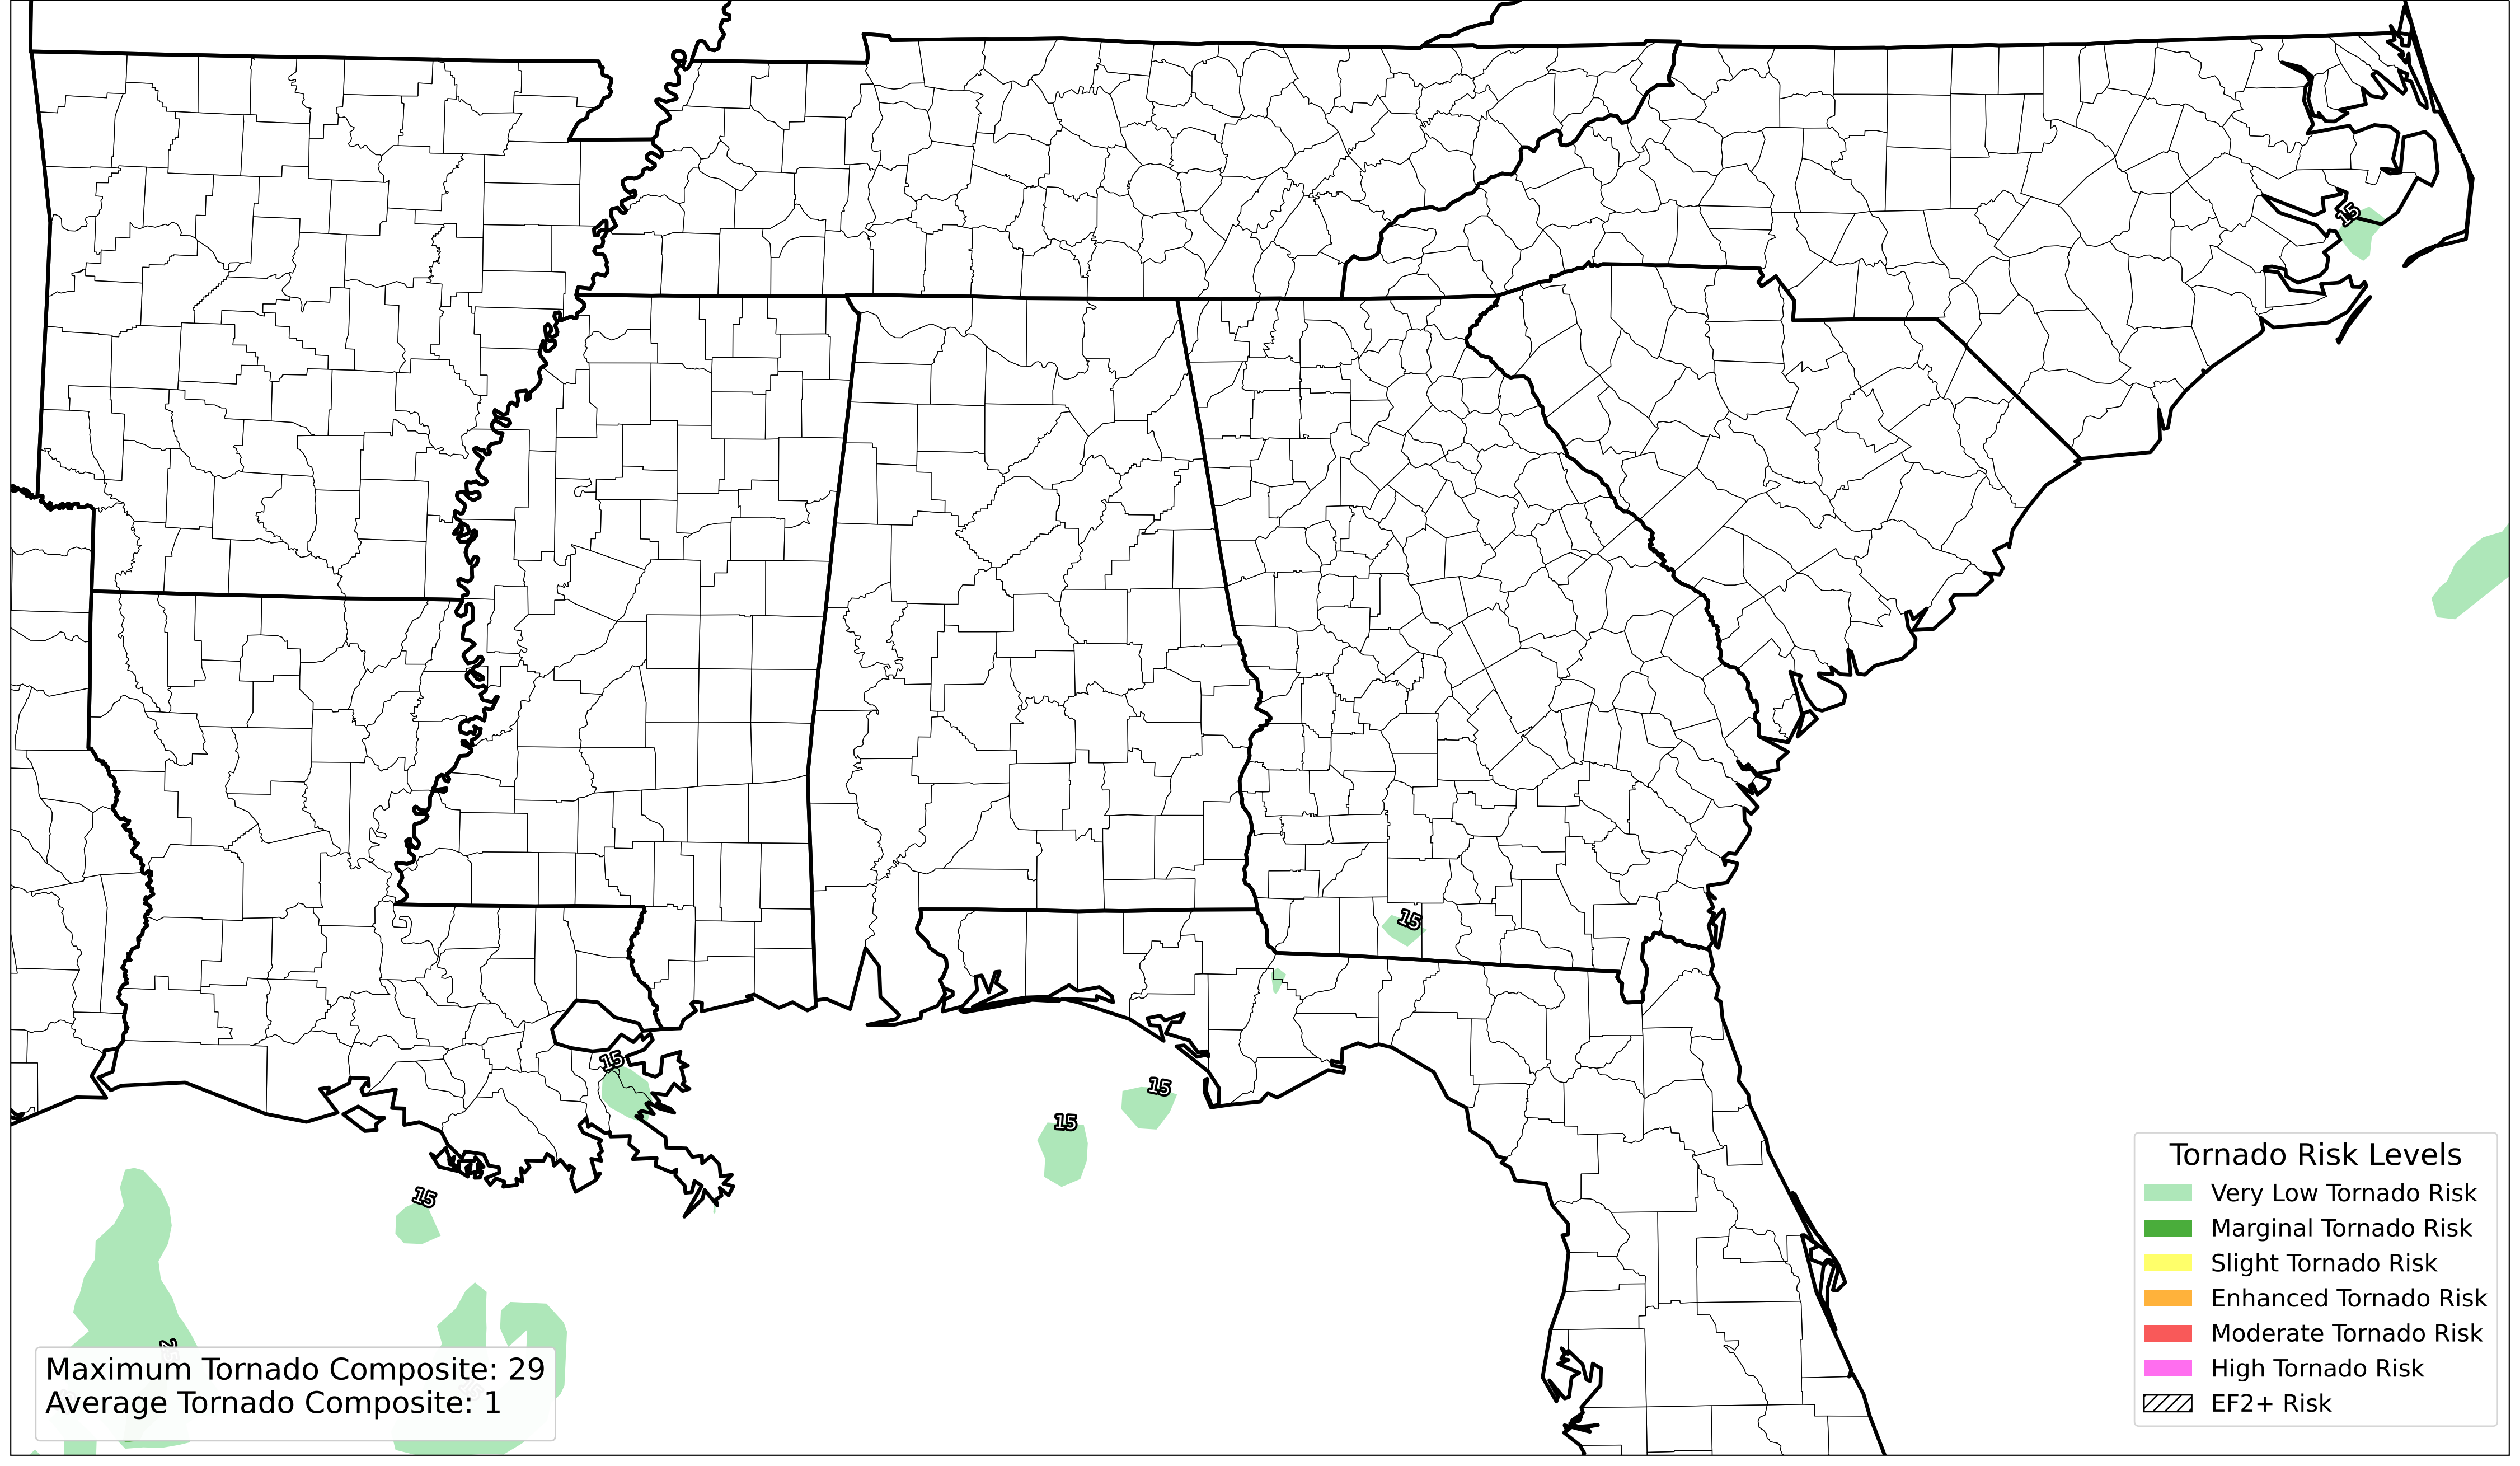 15
15
15
15
15
15
Maximum Tornado Composite: 29
Average Tornado Composite: 1
Tornado Risk Levels
Very Low Tornado Risk
Marginal Tornado Risk
Slight Tornado Risk
Enhanced Tornado Risk
Moderate Tornado Risk
High Tornado Risk
EF2+ Risk